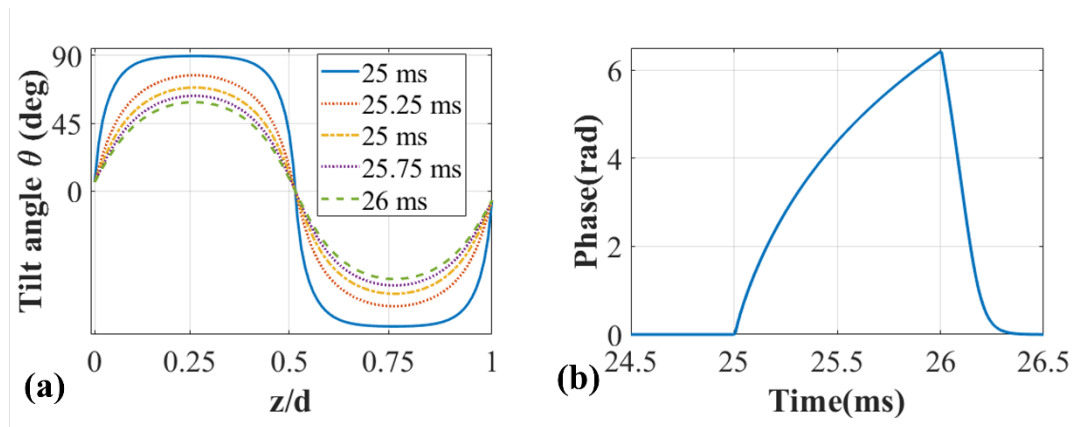 90
45
0
Tilt angle θ (deg)
25 ms
25.25 ms
25 ms
25.75 ms
26 ms
0 0.25 0.5 0.75 1
z/d
(a)
6
4
2
0
Phase(rad)
24.5 25 25.5 26 26.5
Time(ms)
(b)